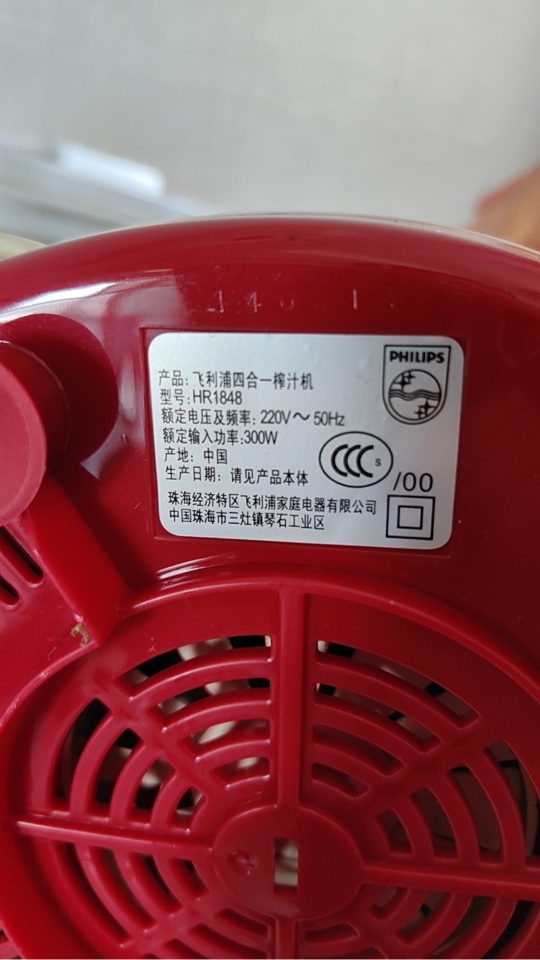 PHILIPS
产品: 飞利浦四合一榨汁机
型号: HR1848
额定电压及频率: 220V～ 50Hz
额定输入功率:300W
产地: 中国
生产日期: 请见产品本体
CCC s /00
珠海经济特区飞利浦家庭电器有限公司
中国珠海市三灶镇琴石工业区